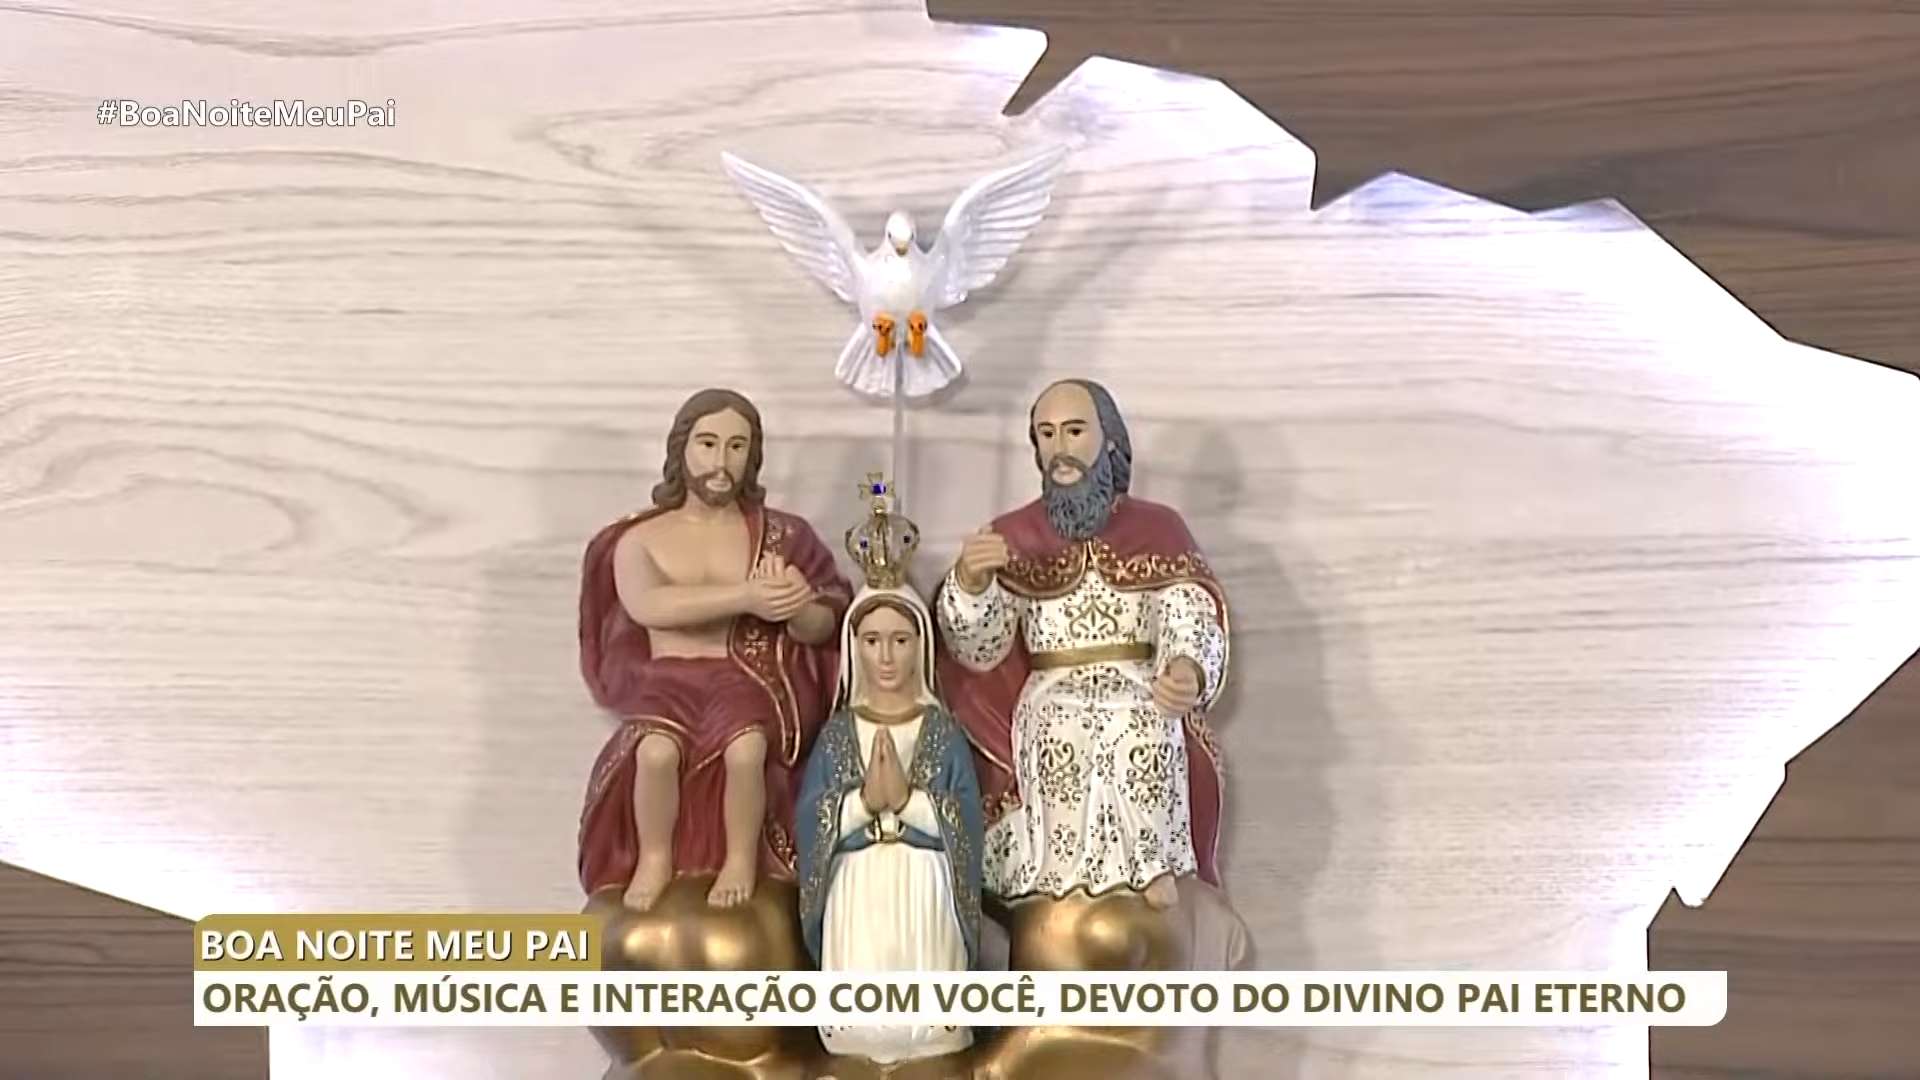 #BoaNoiteMeuPai
BOA NOITE MEU PAI
ORAÇÃO, MÚSICA E INTERAÇÃO COM VOCÊ, DEVOTO DO DIVINO PAI ETERNO